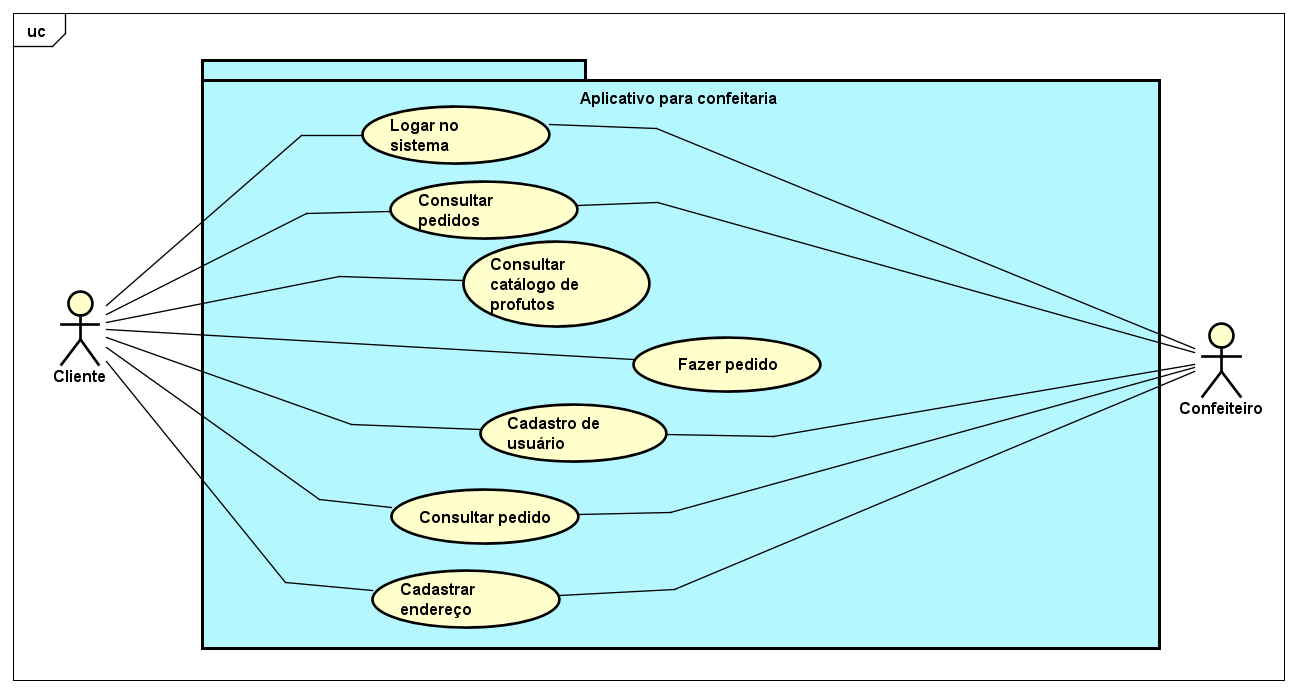 uc
Aplicativo para confeitaria
Logar no
sistema
Consultar
pedidos
Consultar
catálogo de
profutos
Fazer pedido
Cliente
Confeiteiro
Cadastro de
usuário
Consultar pedido
Cadastrar
endereço